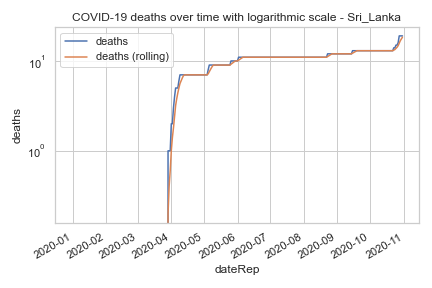 COVID-19 deaths over time with logarithmic scale - Sri_Lanka
deaths
deaths (rolling)
10^1
10^0
deaths
2020-01
2020-02
2020-03
2020-04
2020-05
2020-06
2020-07
2020-08
2020-09
2020-10
2020-11
dateRep